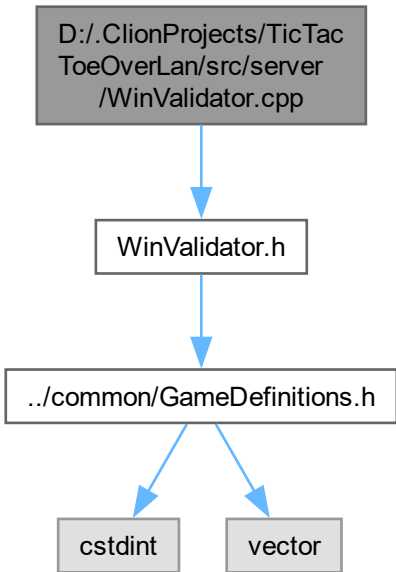 D:/.ClionProjects/TicTac
ToeOverLan/src/server
/WinValidator.cpp
WinValidator.h
../common/GameDefinitions.h
cstdint
vector